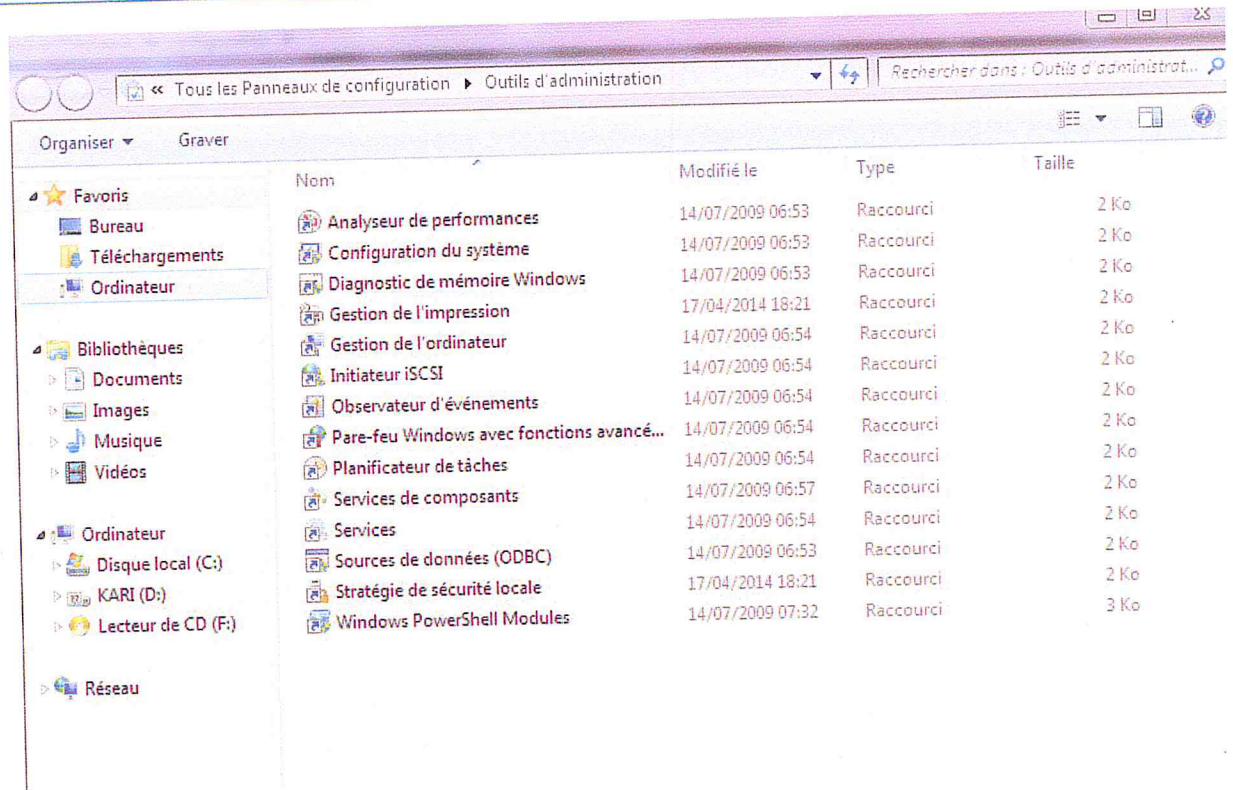 « Tous les Panneaux de configuration ▸ Outils d'administration
Rechercher dans : Outils d'administrat...
Organiser Graver
Nom Modifié le Type Taille
Favoris
Bureau
Téléchargements
Ordinateur
Bibliothèques
Documents
Images
Musique
Vidéos
Ordinateur
Disque local (C:)
KARI (D:)
Lecteur de CD (F:)
Réseau
Analyseur de performances 14/07/2009 06:53 Raccourci 2 Ko
Configuration du système 14/07/2009 06:53 Raccourci 2 Ko
Diagnostic de mémoire Windows 14/07/2009 06:53 Raccourci 2 Ko
Gestion de l'impression 17/04/2014 18:21 Raccourci 2 Ko
Gestion de l'ordinateur 14/07/2009 06:54 Raccourci 2 Ko
Initiateur iSCSI 14/07/2009 06:54 Raccourci 2 Ko
Observateur d'événements 14/07/2009 06:54 Raccourci 2 Ko
Pare-feu Windows avec fonctions avancé... 14/07/2009 06:54 Raccourci 2 Ko
Planificateur de tâches 14/07/2009 06:54 Raccourci 2 Ko
Services de composants 14/07/2009 06:57 Raccourci 2 Ko
Services 14/07/2009 06:54 Raccourci 2 Ko
Sources de données (ODBC) 14/07/2009 06:53 Raccourci 2 Ko
Stratégie de sécurité locale 17/04/2014 18:21 Raccourci 2 Ko
Windows PowerShell Modules 14/07/2009 07:32 Raccourci 3 Ko